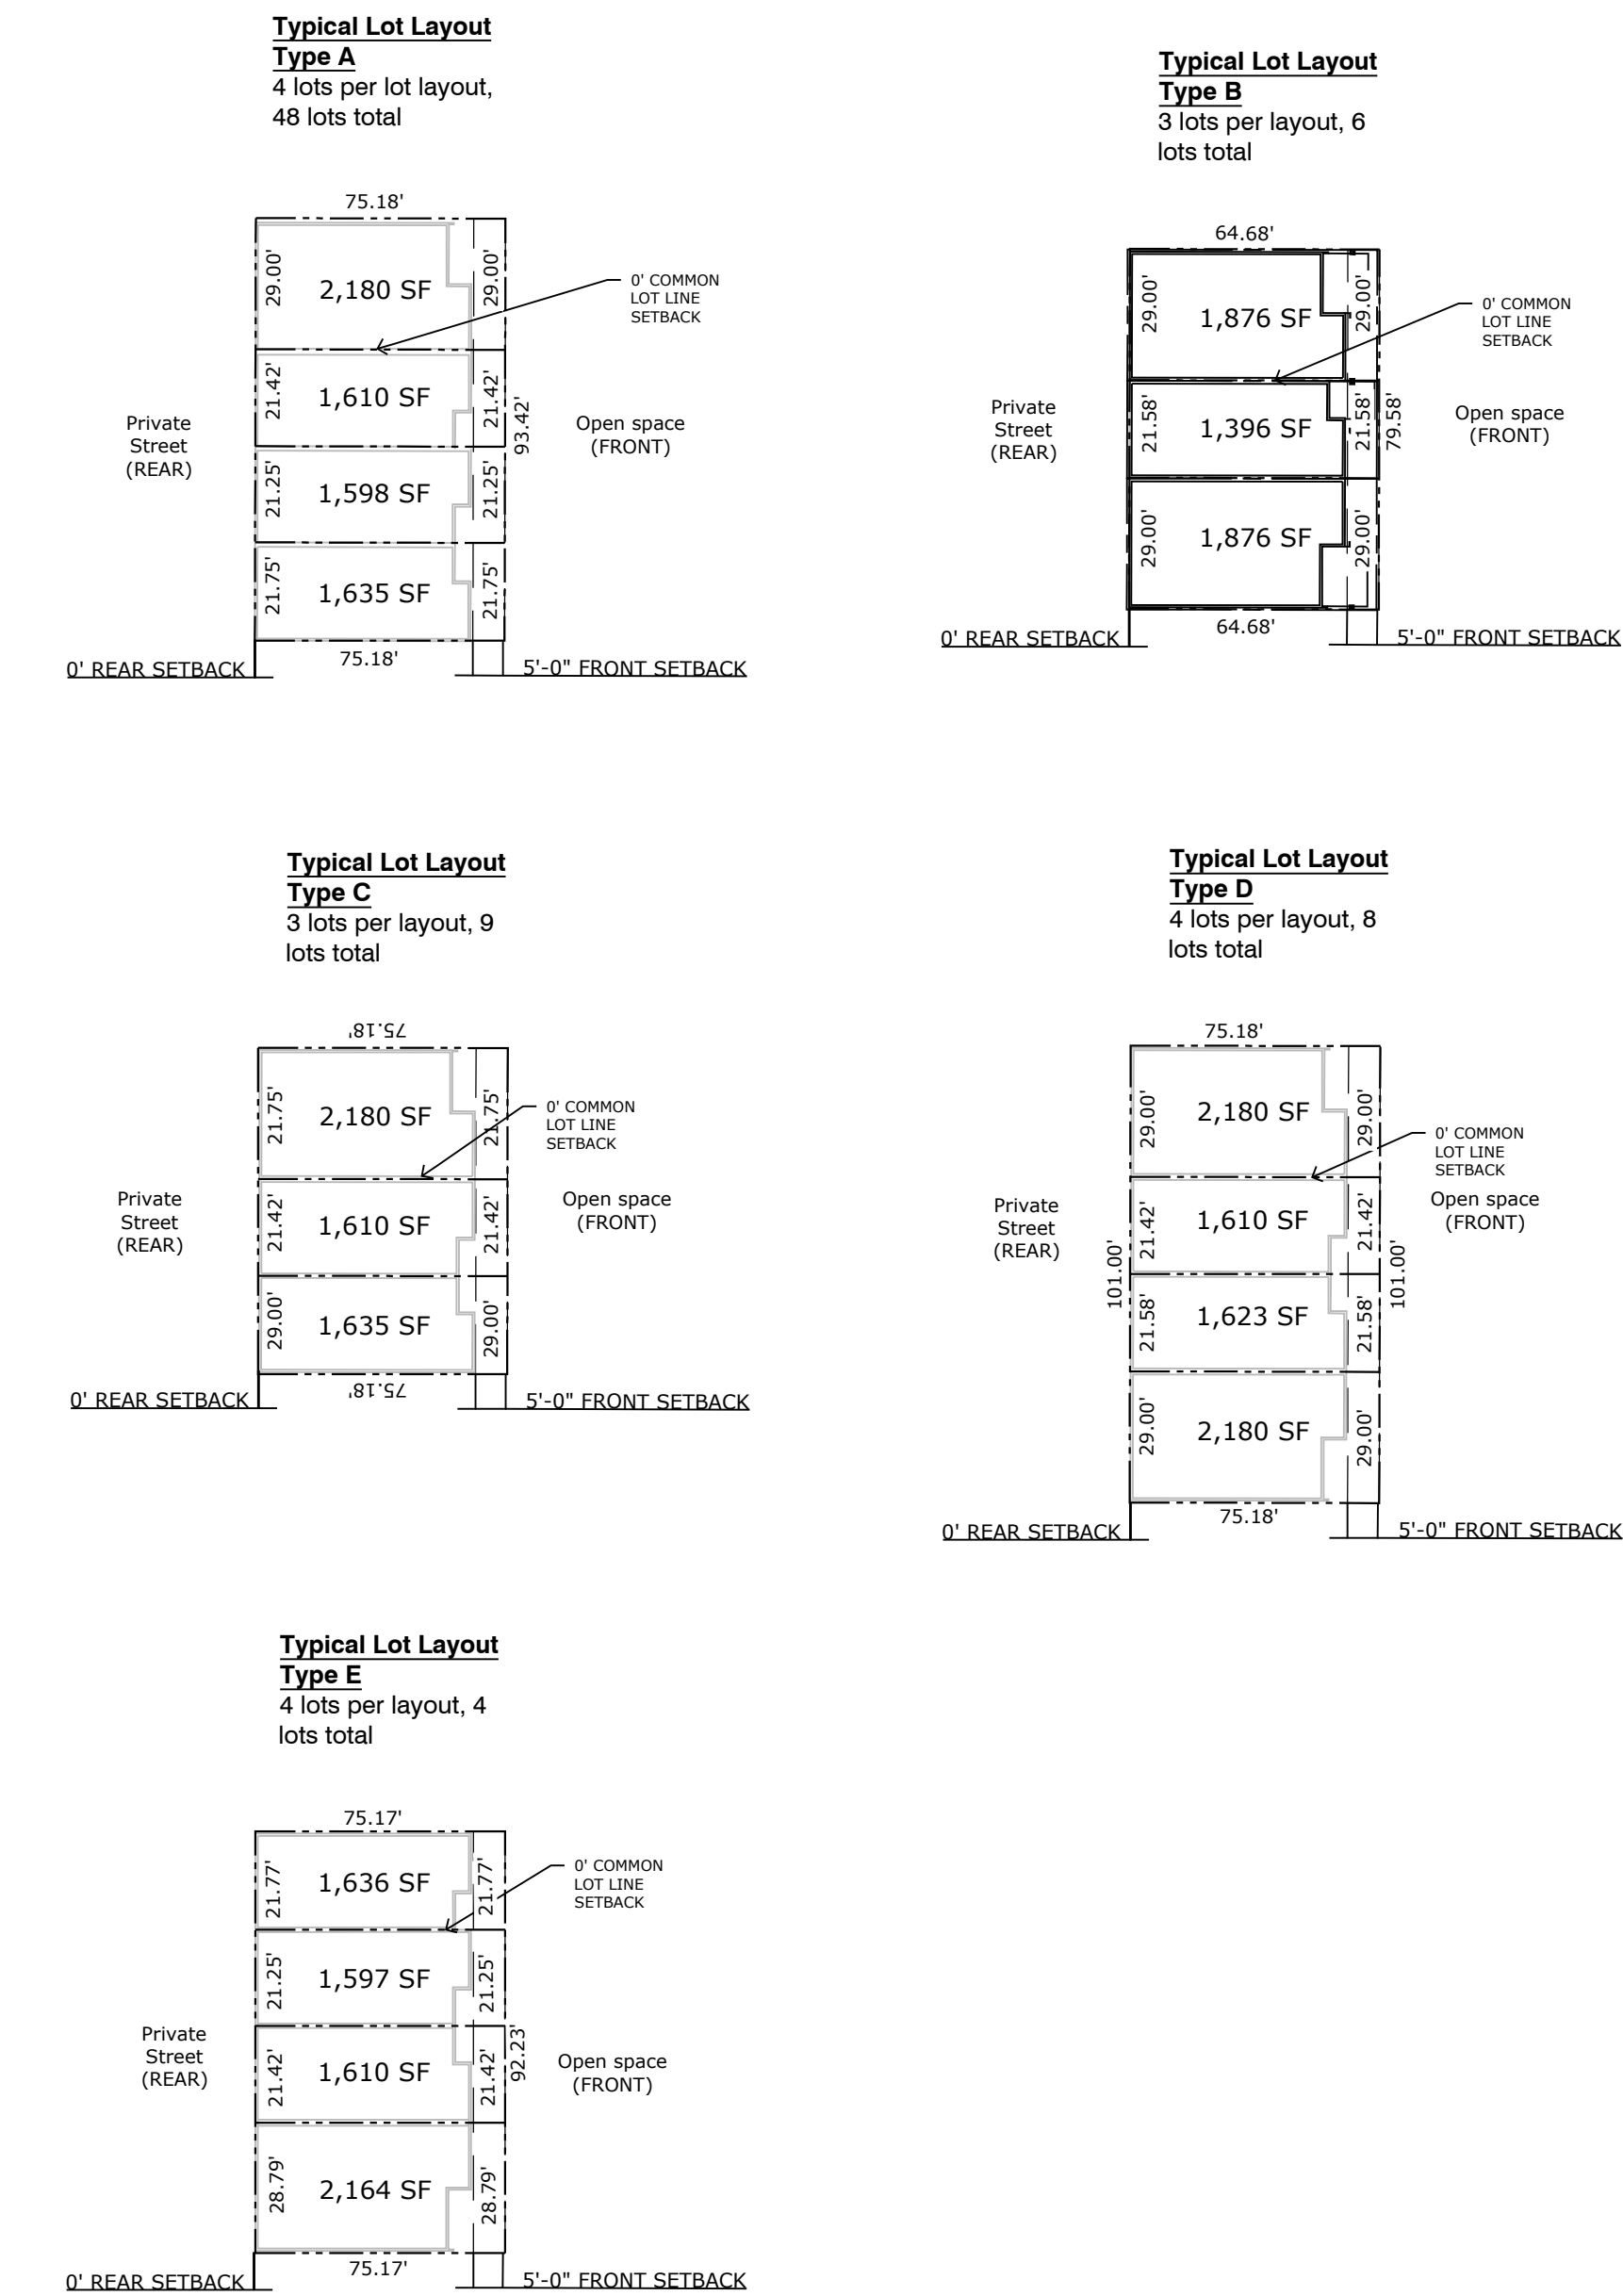 Typical Lot Layout
Type A
4 lots per lot layout,
48 lots total
75.18'
29.00'
2,180 SF
29.00'
0' COMMON
LOT LINE
SETBACK
21.42'
1,610 SF
21.42'
93.42'
Private
Street
(REAR)
Open space
(FRONT)
21.25'
1,598 SF
21.25'
21.75'
1,635 SF
21.75'
75.18'
0' REAR SETBACK
5'-0" FRONT SETBACK
Typical Lot Layout
Type B
3 lots per layout, 6
lots total
64.68'
29.00'
1,876 SF
29.00'
0' COMMON
LOT LINE
SETBACK
Private
Street
(REAR)
21.58'
1,396 SF
21.58'
79.58'
Open space
(FRONT)
29.00'
1,876 SF
29.00'
64.68'
0' REAR SETBACK
5'-0" FRONT SETBACK
Typical Lot Layout
Type C
3 lots per layout, 9
lots total
75.18'
21.75'
2,180 SF
21.75'
0' COMMON
LOT LINE
SETBACK
Private
Street
(REAR)
21.42'
1,610 SF
21.42'
Open space
(FRONT)
29.00'
1,635 SF
29.00'
75.18'
0' REAR SETBACK
5'-0" FRONT SETBACK
Typical Lot Layout
Type D
4 lots per layout, 8
lots total
75.18'
29.00'
2,180 SF
29.00'
0' COMMON
LOT LINE
SETBACK
Private
Street
(REAR)
21.42'
1,610 SF
21.42'
Open space
(FRONT)
101.00'
101.00'
21.58'
1,623 SF
21.58'
29.00'
2,180 SF
29.00'
75.18'
0' REAR SETBACK
5'-0" FRONT SETBACK
Typical Lot Layout
Type E
4 lots per layout, 4
lots total
75.17'
21.77'
1,636 SF
21.77'
0' COMMON
LOT LINE
SETBACK
21.25'
1,597 SF
21.25'
Private
Street
(REAR)
21.42'
1,610 SF
21.42'
92.23'
Open space
(FRONT)
28.79'
2,164 SF
28.79'
75.17'
0' REAR SETBACK
5'-0" FRONT SETBACK